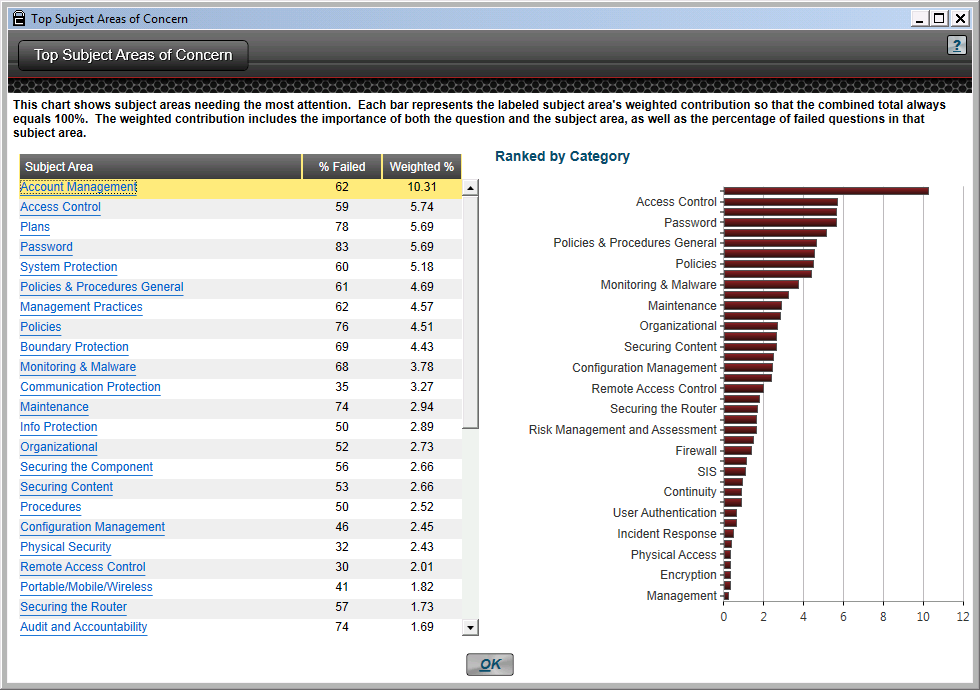 Top Subject Areas of Concern
?
Top Subject Areas of Concern
This chart shows subject areas needing the most attention. Each bar represents the labeled subject area's weighted contribution so that the combined total always
equals 100%. The weighted contribution includes the importance of both the question and the subject area, as well as the percentage of failed questions in that
subject area.
Subject Area % Failed Weighted %
Account Management 62 10.31
Access Control 59 5.74
Plans 78 5.69
Password 83 5.69
System Protection 60 5.18
Policies & Procedures General 61 4.69
Management Practices 62 4.57
Policies 76 4.51
Boundary Protection 69 4.43
Monitoring & Malware 68 3.78
Communication Protection 35 3.27
Maintenance 74 2.94
Info Protection 50 2.89
Organizational 52 2.73
Securing the Component 56 2.66
Securing Content 53 2.66
Procedures 50 2.52
Configuration Management 46 2.45
Physical Security 32 2.43
Remote Access Control 30 2.01
Portable/Mobile/Wireless 41 1.82
Securing the Router 57 1.73
Audit and Accountability 74 1.69
Ranked by Category
Access Control
Password
Policies & Procedures General
Policies
Monitoring & Malware
Maintenance
Organizational
Securing Content
Configuration Management
Remote Access Control
Securing the Router
Risk Management and Assessment
Firewall
SIS
Continuity
User Authentication
Incident Response
Physical Access
Encryption
Management
0 2 4 6 8 10 12
OK